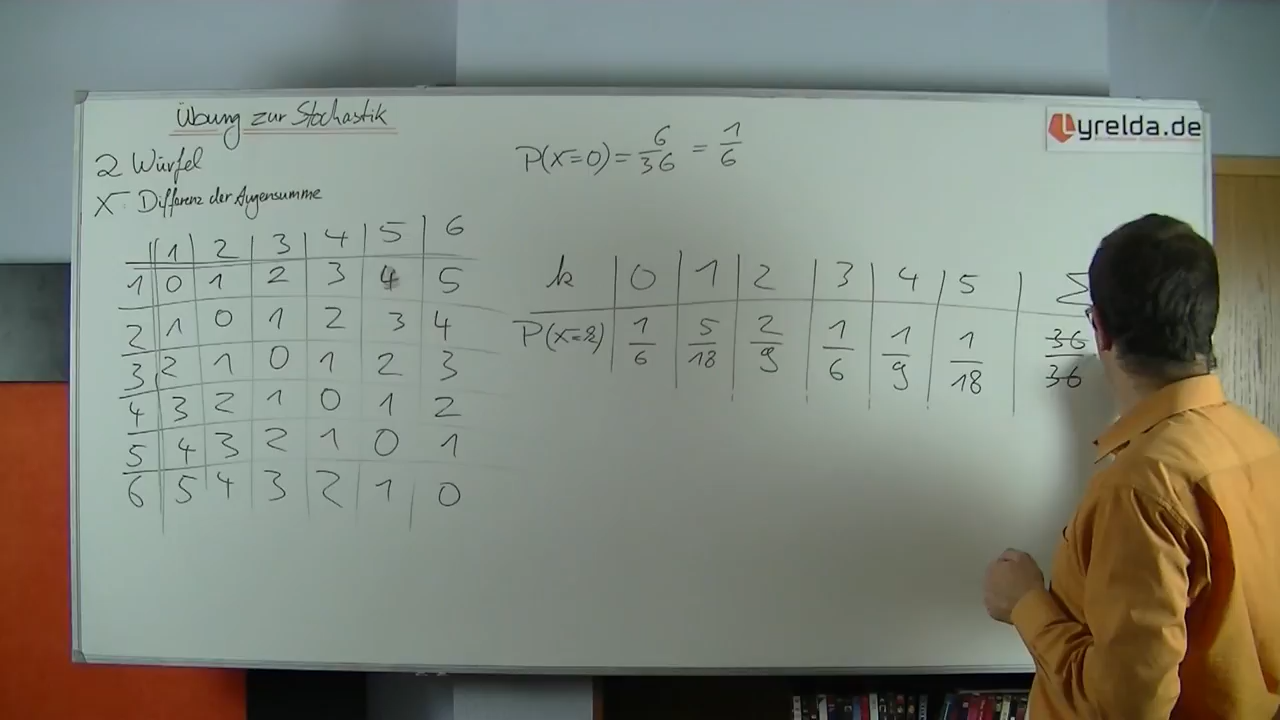 Übung zur Stochastik
2 Würfel
X: Differenz der Augensumme
1 2 3 4 5 6
1 0 1 2 3 4 5
2 1 0 1 2 3 4
3 2 1 0 1 2 3
4 3 2 1 0 1 2
5 4 3 2 1 0 1
6 5 4 3 2 1 0
P(X=0) = 6/36 = 1/6
k 0 1 2 3 4 5 Σ
P(X=k) 1/6 5/18 2/9 1/6 1/9 1/18 36/36
Lyrelda.de